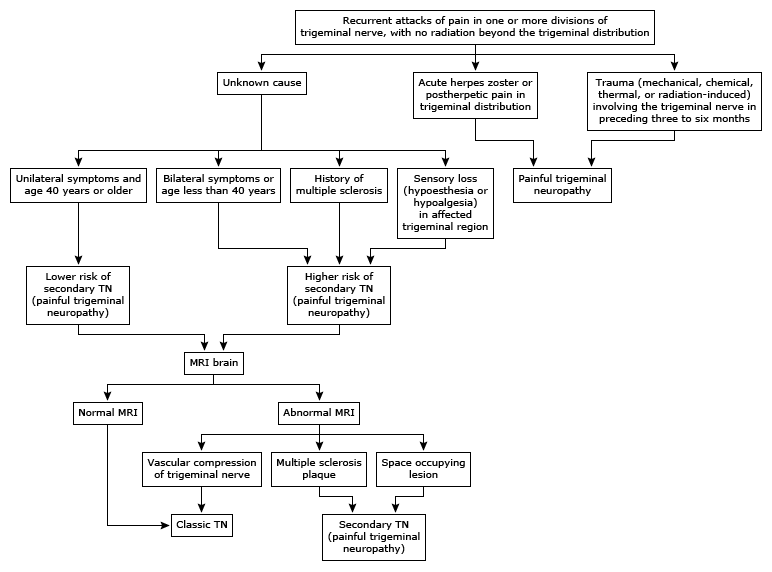 Recurrent attacks of pain in one or more divisions of
trigeminal nerve, with no radiation beyond the trigeminal distribution
Unknown cause
Acute herpes zoster or
postherpetic pain in
trigeminal distribution
Trauma (mechanical, chemical,
thermal, or radiation-induced)
involving the trigeminal nerve in
preceding three to six months
Unilateral symptoms and
age 40 years or older
Bilateral symptoms or
age less than 40 years
History of
multiple sclerosis
Sensory loss
(hypoesthesia or
hypoalgesia)
in affected
trigeminal region
Painful trigeminal
neuropathy
Lower risk of
secondary TN
(painful trigeminal
neuropathy)
Higher risk of
secondary TN
(painful trigeminal
neuropathy)
MRI brain
Normal MRI
Abnormal MRI
Vascular compression
of trigeminal nerve
Multiple sclerosis
plaque
Space occupying
lesion
Classic TN
Secondary TN
(painful trigeminal
neuropathy)